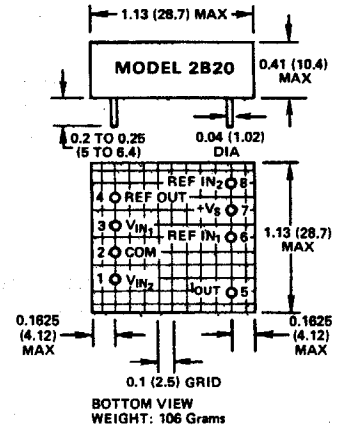 1.13 (28.7) MAX
MODEL 2B20
0.41 (10.4)
MAX
0.2 TO 0.25
(5 TO 6.4)
0.04 (1.02)
DIA
REF IN2 8
4 REF OUT
+VS 7
3 VIN1
REF IN1 6
2 COM
1 VIN2
IOUT 5
1.13 (28.7)
MAX
0.1625
(4.12)
MAX
0.1625
(4.12)
MAX
0.1 (2.5) GRID
BOTTOM VIEW
WEIGHT: 106 Grams